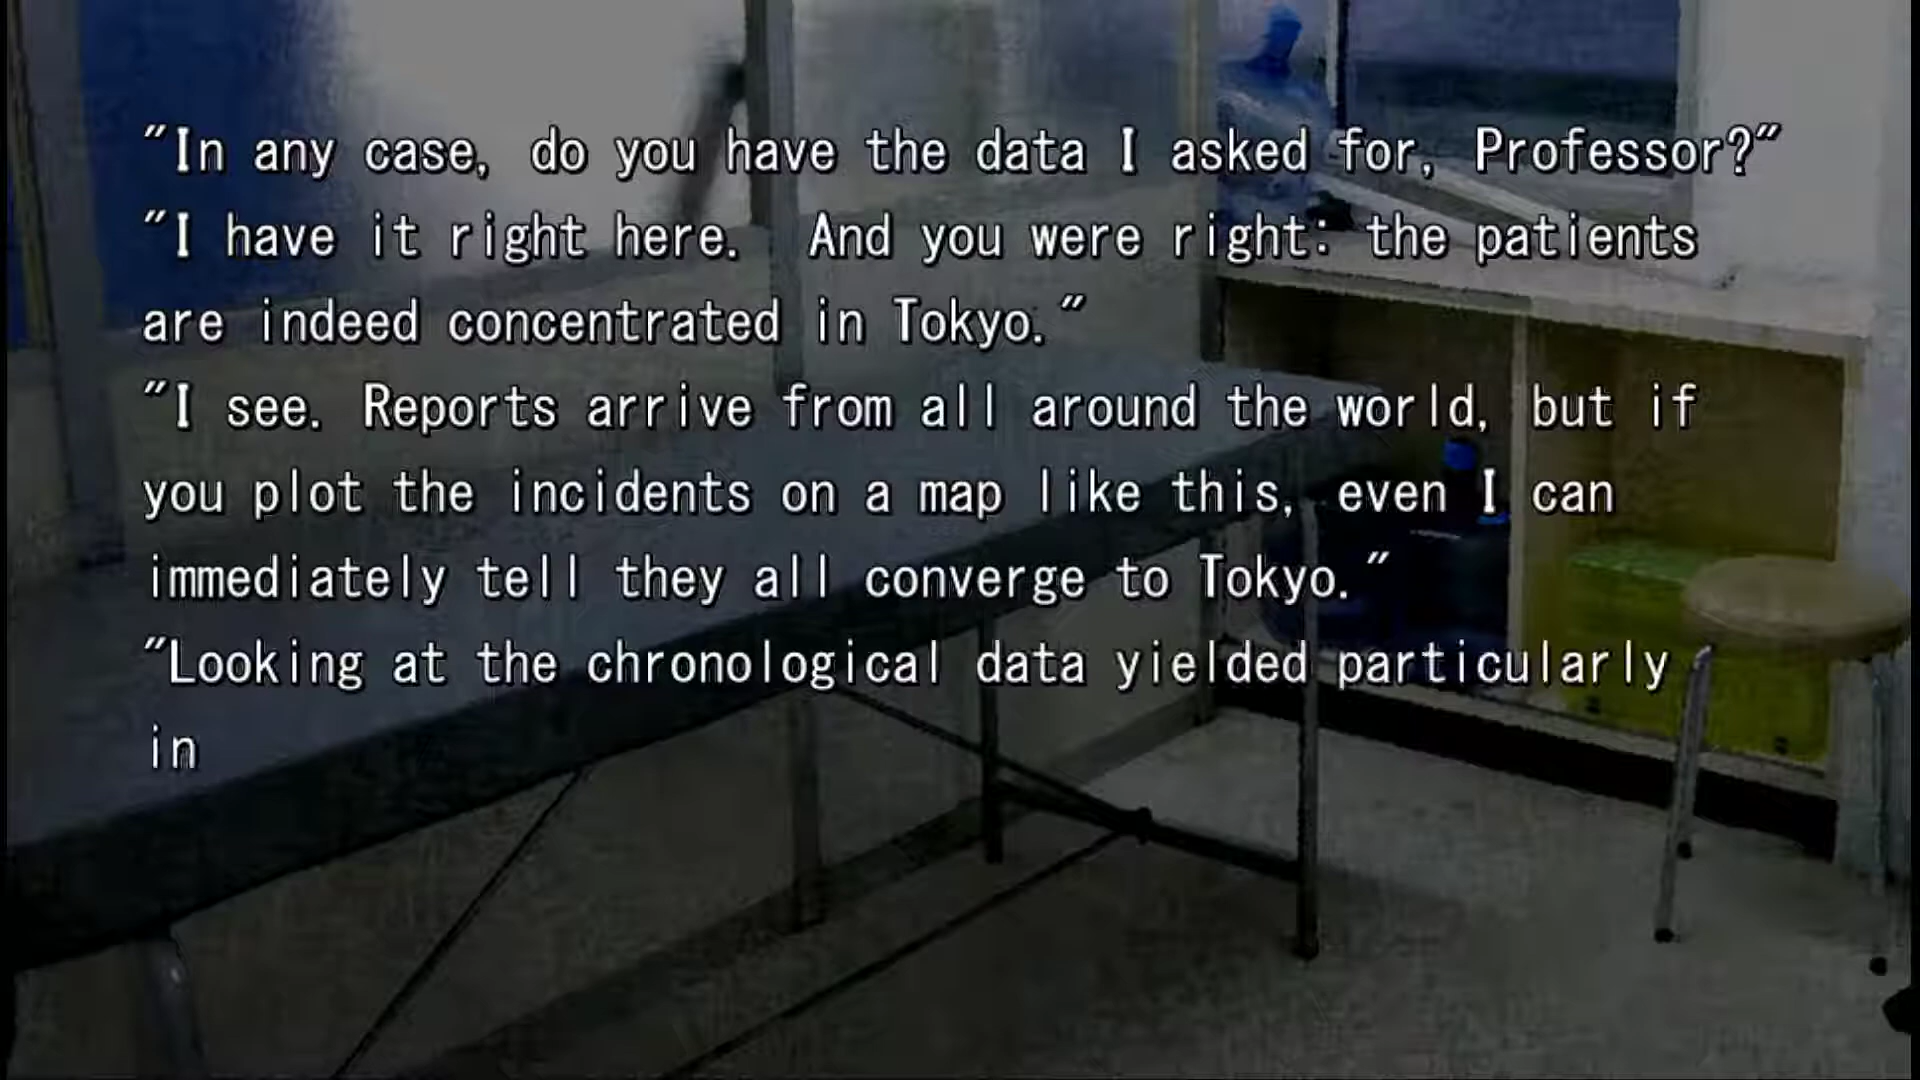 "In any case, do you have the data I asked for, Professor?"
"I have it right here.  And you were right: the patients
are indeed concentrated in Tokyo."
"I see. Reports arrive from all around the world, but if
you plot the incidents on a map like this, even I can
immediately tell they all converge to Tokyo."
"Looking at the chronological data yielded particularly
in